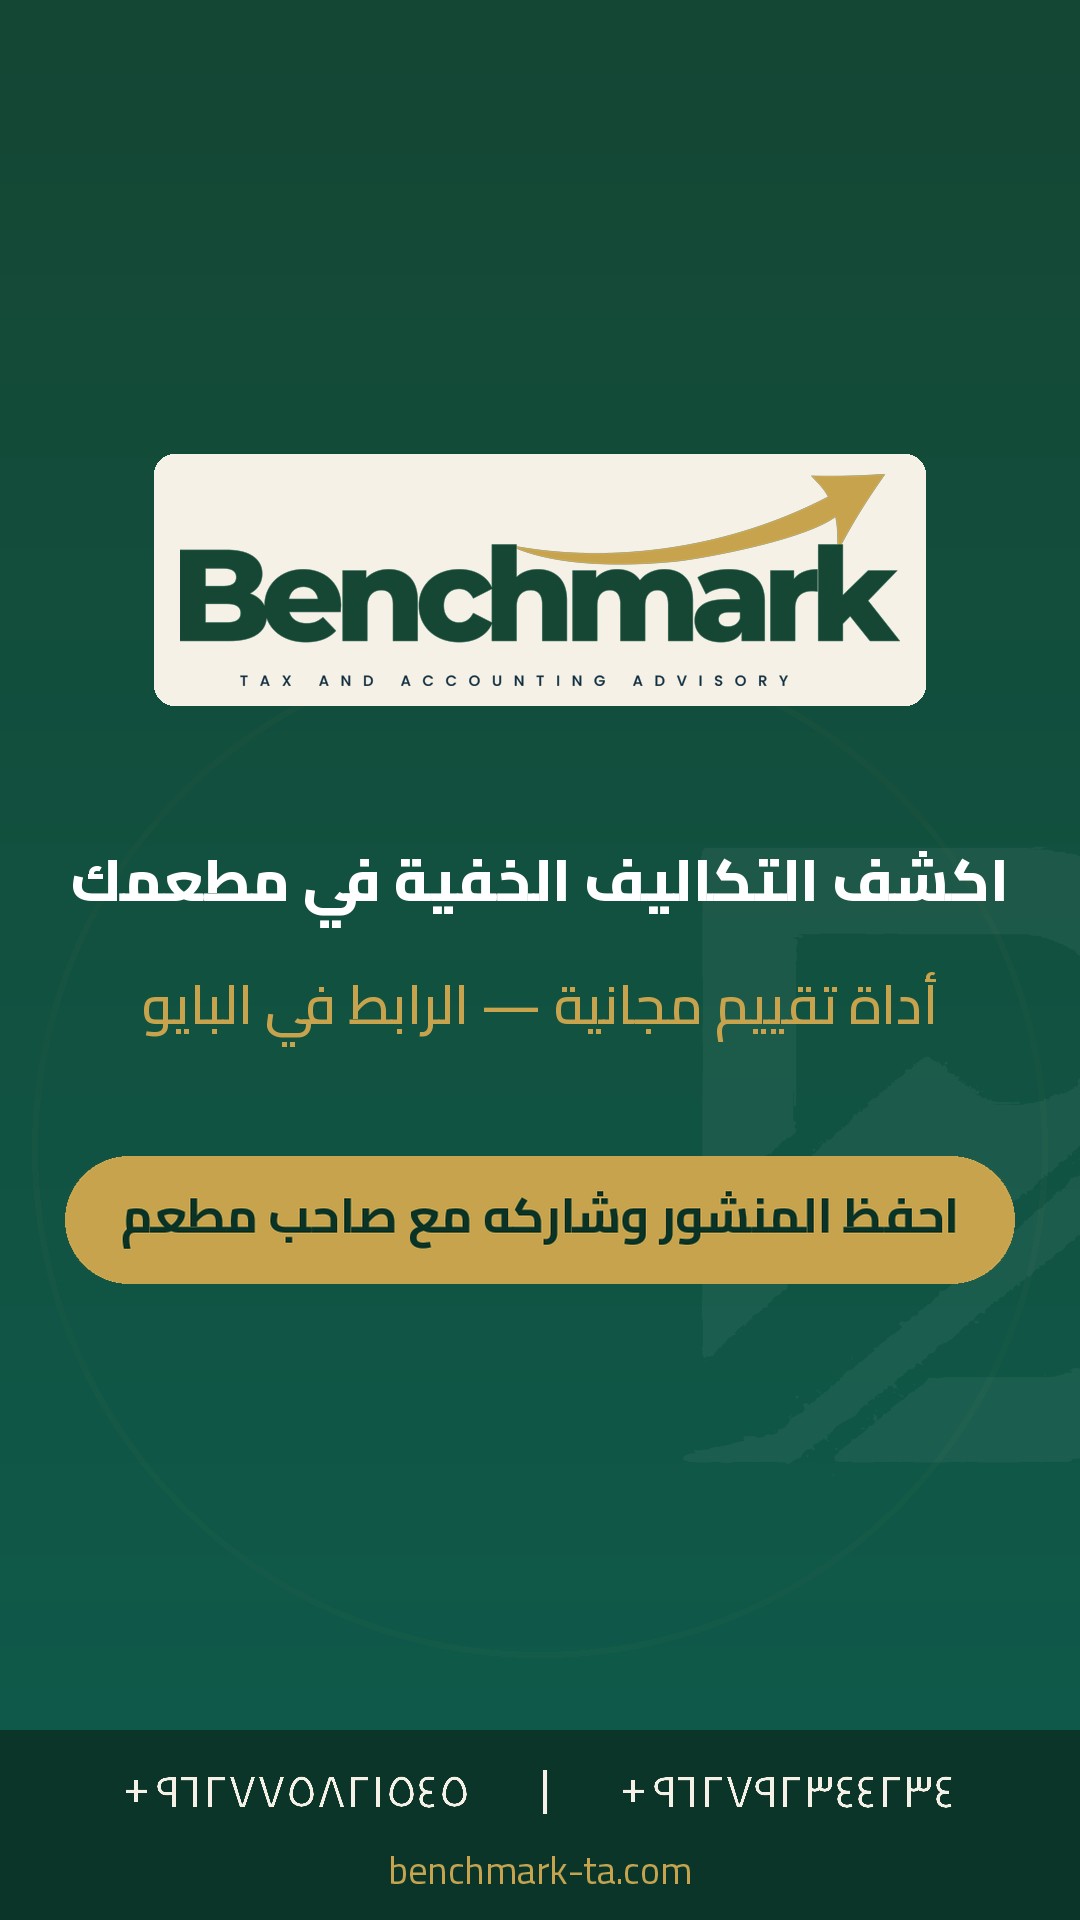 Benchmark
TAX AND ACCOUNTING ADVISORY
اكشف التكاليف الخفية في مطعمك
أداة تقييم مجانية — الرابط في البايو
احفظ المنشور وشاركه مع صاحب مطعم
+٩٦٢٧٧٥٨٢١٥٤٥ | +٩٦٢٧٩٢٣٤٤٢٣٤
benchmark-ta.com